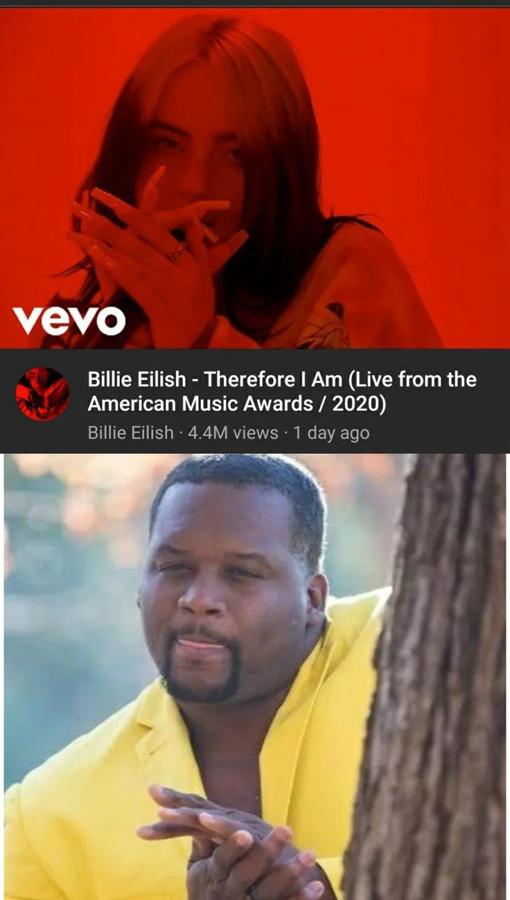 vevo
Billie Eilish - Therefore I Am (Live from the
American Music Awards / 2020)
Billie Eilish · 4.4M views · 1 day ago